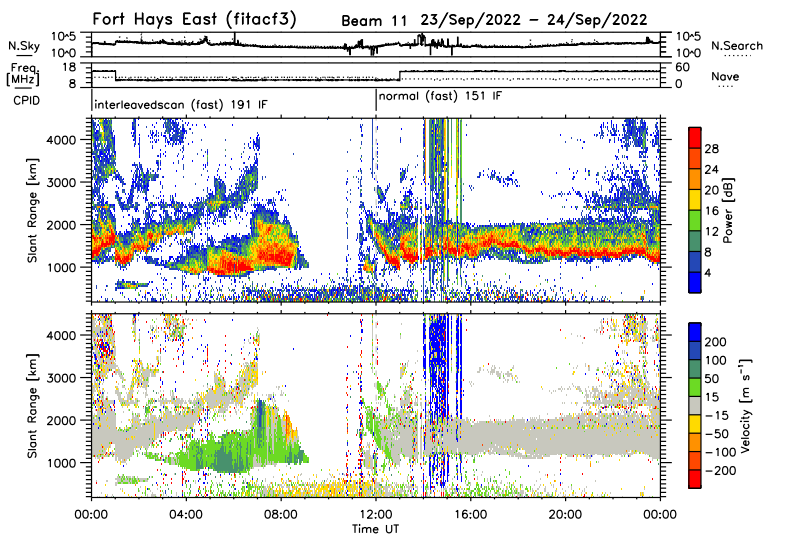 Fort Hays East (fitacf3) Beam 11 23/Sep/2022 - 24/Sep/2022
N.Sky
10^5
10^0
10^5
10^0
N.Search
Freq.
[MHz]
18
8
60
0
Nave
CPID
interleavedscan (fast) 191 IF
normal (fast) 151 IF
Slant Range [km]
4000
3000
2000
1000
28
24
20
16
12
8
4
Power [dB]
Slant Range [km]
4000
3000
2000
1000
200
100
50
15
-15
-50
-100
-200
Velocity [m s^-1]
00:00 04:00 08:00 12:00 16:00 20:00 00:00
Time UT